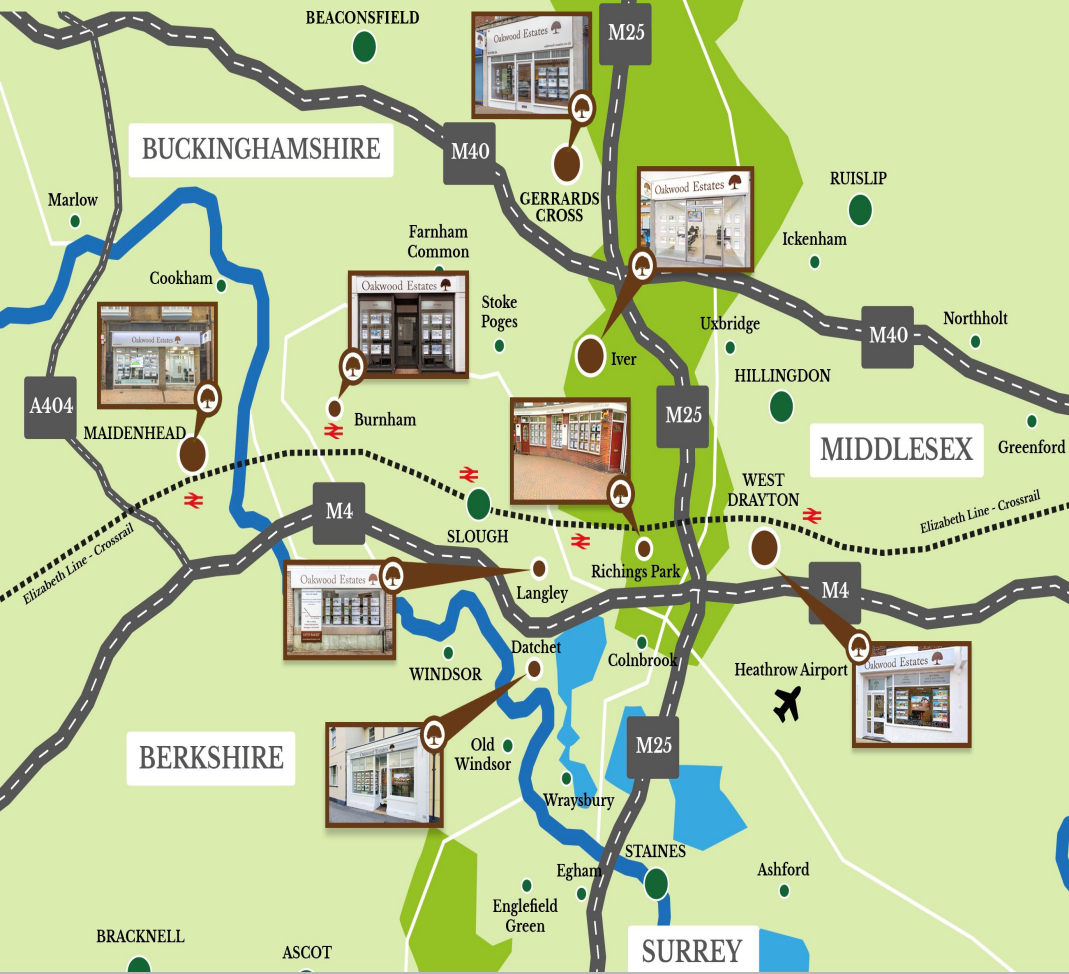 BEACONSFIELD
Oakwood Estates
M25
BUCKINGHAMSHIRE
M40
GERRARDS
CROSS
Oakwood Estates
RUISLIP
Marlow
Farnham
Common
Ickenham
Cookham
Oakwood Estates
Stoke
Poges
Oakwood Estates
Uxbridge
M40
Northholt
Iver
HILLINGDON
A404
MAIDENHEAD
Burnham
M25
MIDDLESEX
Greenford
WEST
DRAYTON
M4
SLOUGH
Elizabeth Line - Crossrail
Elizabeth Line - Crossrail
Richings Park
Oakwood Estates
Langley
M4
Datchet
Colnbrook
WINDSOR
Heathrow Airport
Oakwood Estates
BERKSHIRE
Old
Windsor
M25
Oakwood Estates
Wraysbury
STAINES
Egham
Ashford
Englefield
Green
BRACKNELL
ASCOT
SURREY